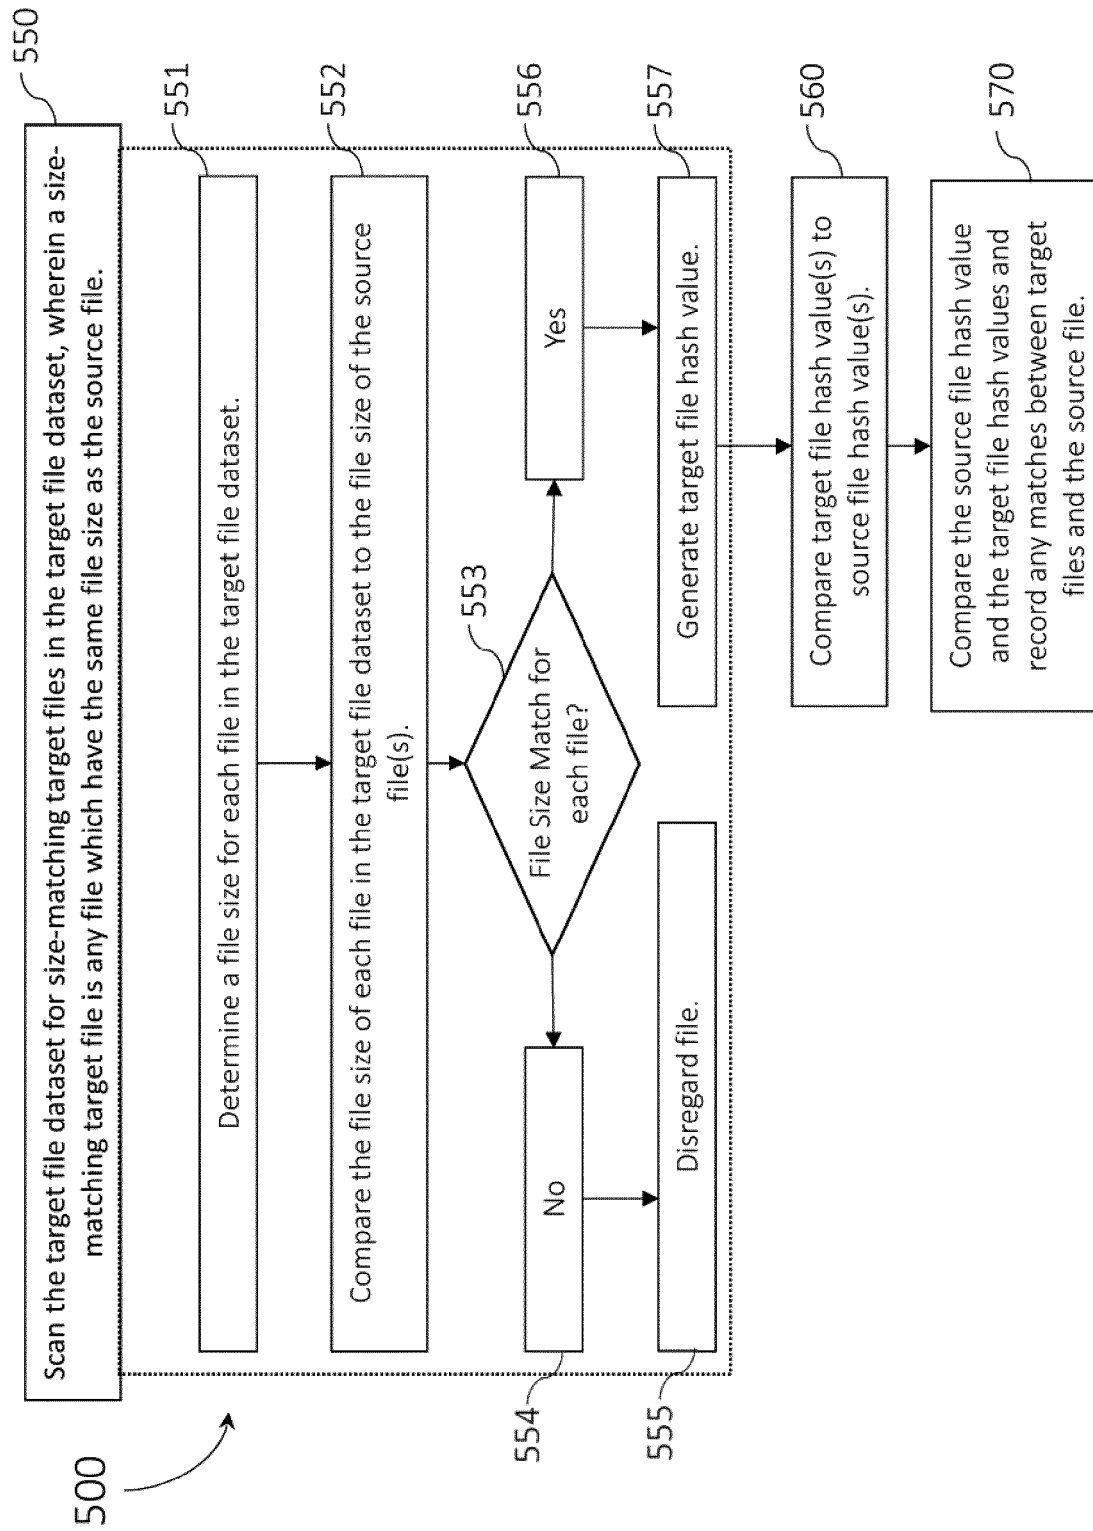 500
550
Scan the target file dataset for size-matching target files in the target file dataset, wherein a size-
matching target file is any file which have the same file size as the source file.
551
Determine a file size for each file in the target file dataset.
552
Compare the file size of each file in the target file dataset to the file size of the source
file(s).
553
File Size Match for
each file?
554
No
556
Yes
555
Disregard file.
557
Generate target file hash value.
560
Compare target file hash value(s) to
source file hash value(s).
570
Compare the source file hash value
and the target file hash values and
record any matches between target
files and the source file.